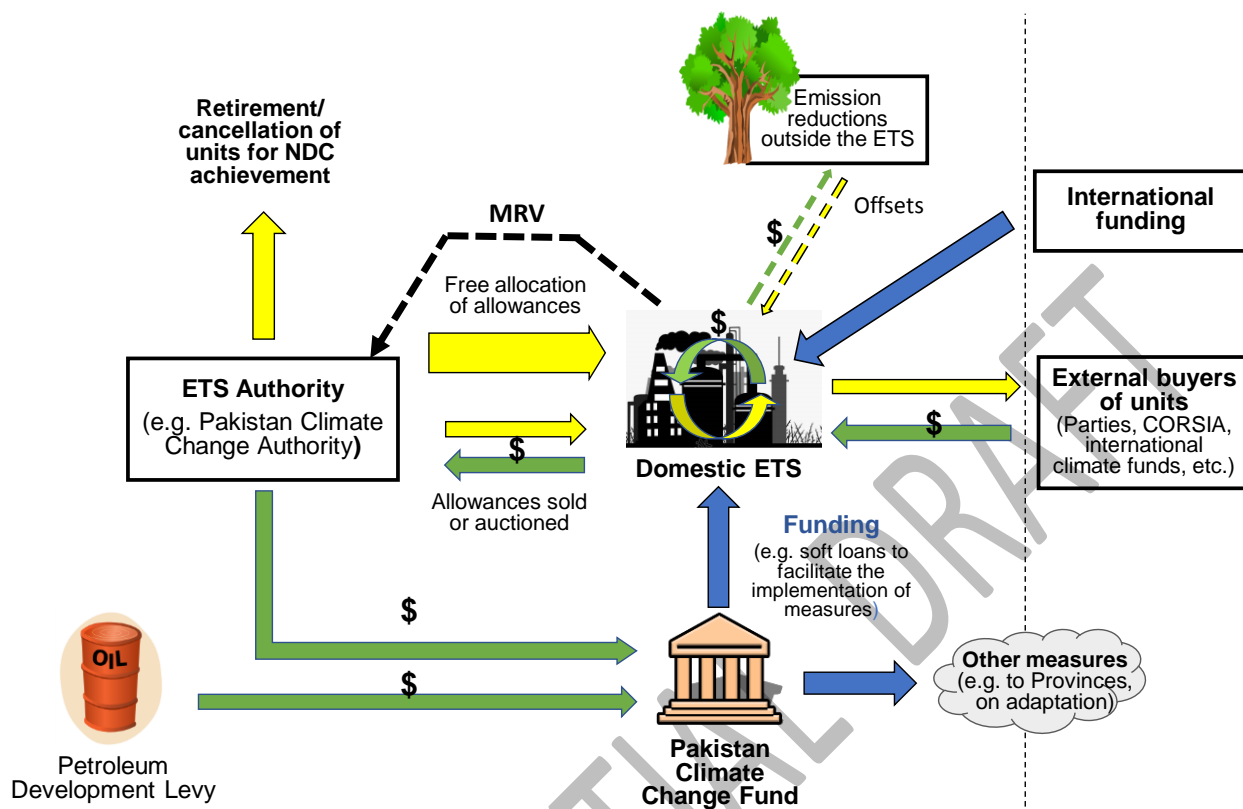 Retirement/
cancellation of
units for NDC
achievement
Emission
reductions
outside the ETS
International
funding
MRV
$
Offsets
Free allocation
of allowances
$
ETS Authority
(e.g. Pakistan Climate
Change Authority)
External buyers
of units
(Parties, CORSIA,
international
climate funds, etc.)
$
$
Domestic ETS
Allowances sold
or auctioned
Funding
(e.g. soft loans to
facilitate the
implementation of
measures)
$
OIL
$
Other measures
(e.g. to Provinces,
on adaptation)
Petroleum
Development Levy
Pakistan
Climate
Change Fund
TIAL DRAFT